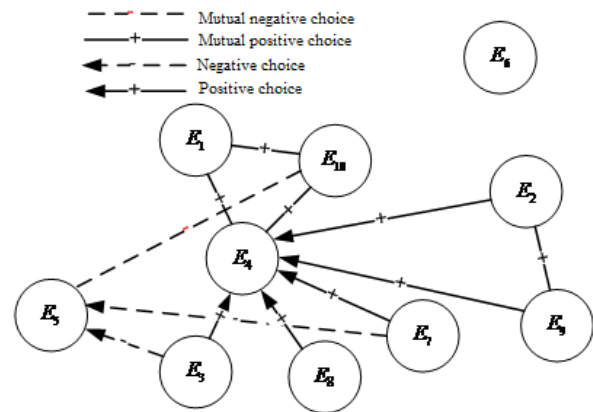 Mutual negative choice
Mutual positive choice
Negative choice
Positive choice
E6
E1
E10
E2
E4
E5
E9
E7
E3
E8